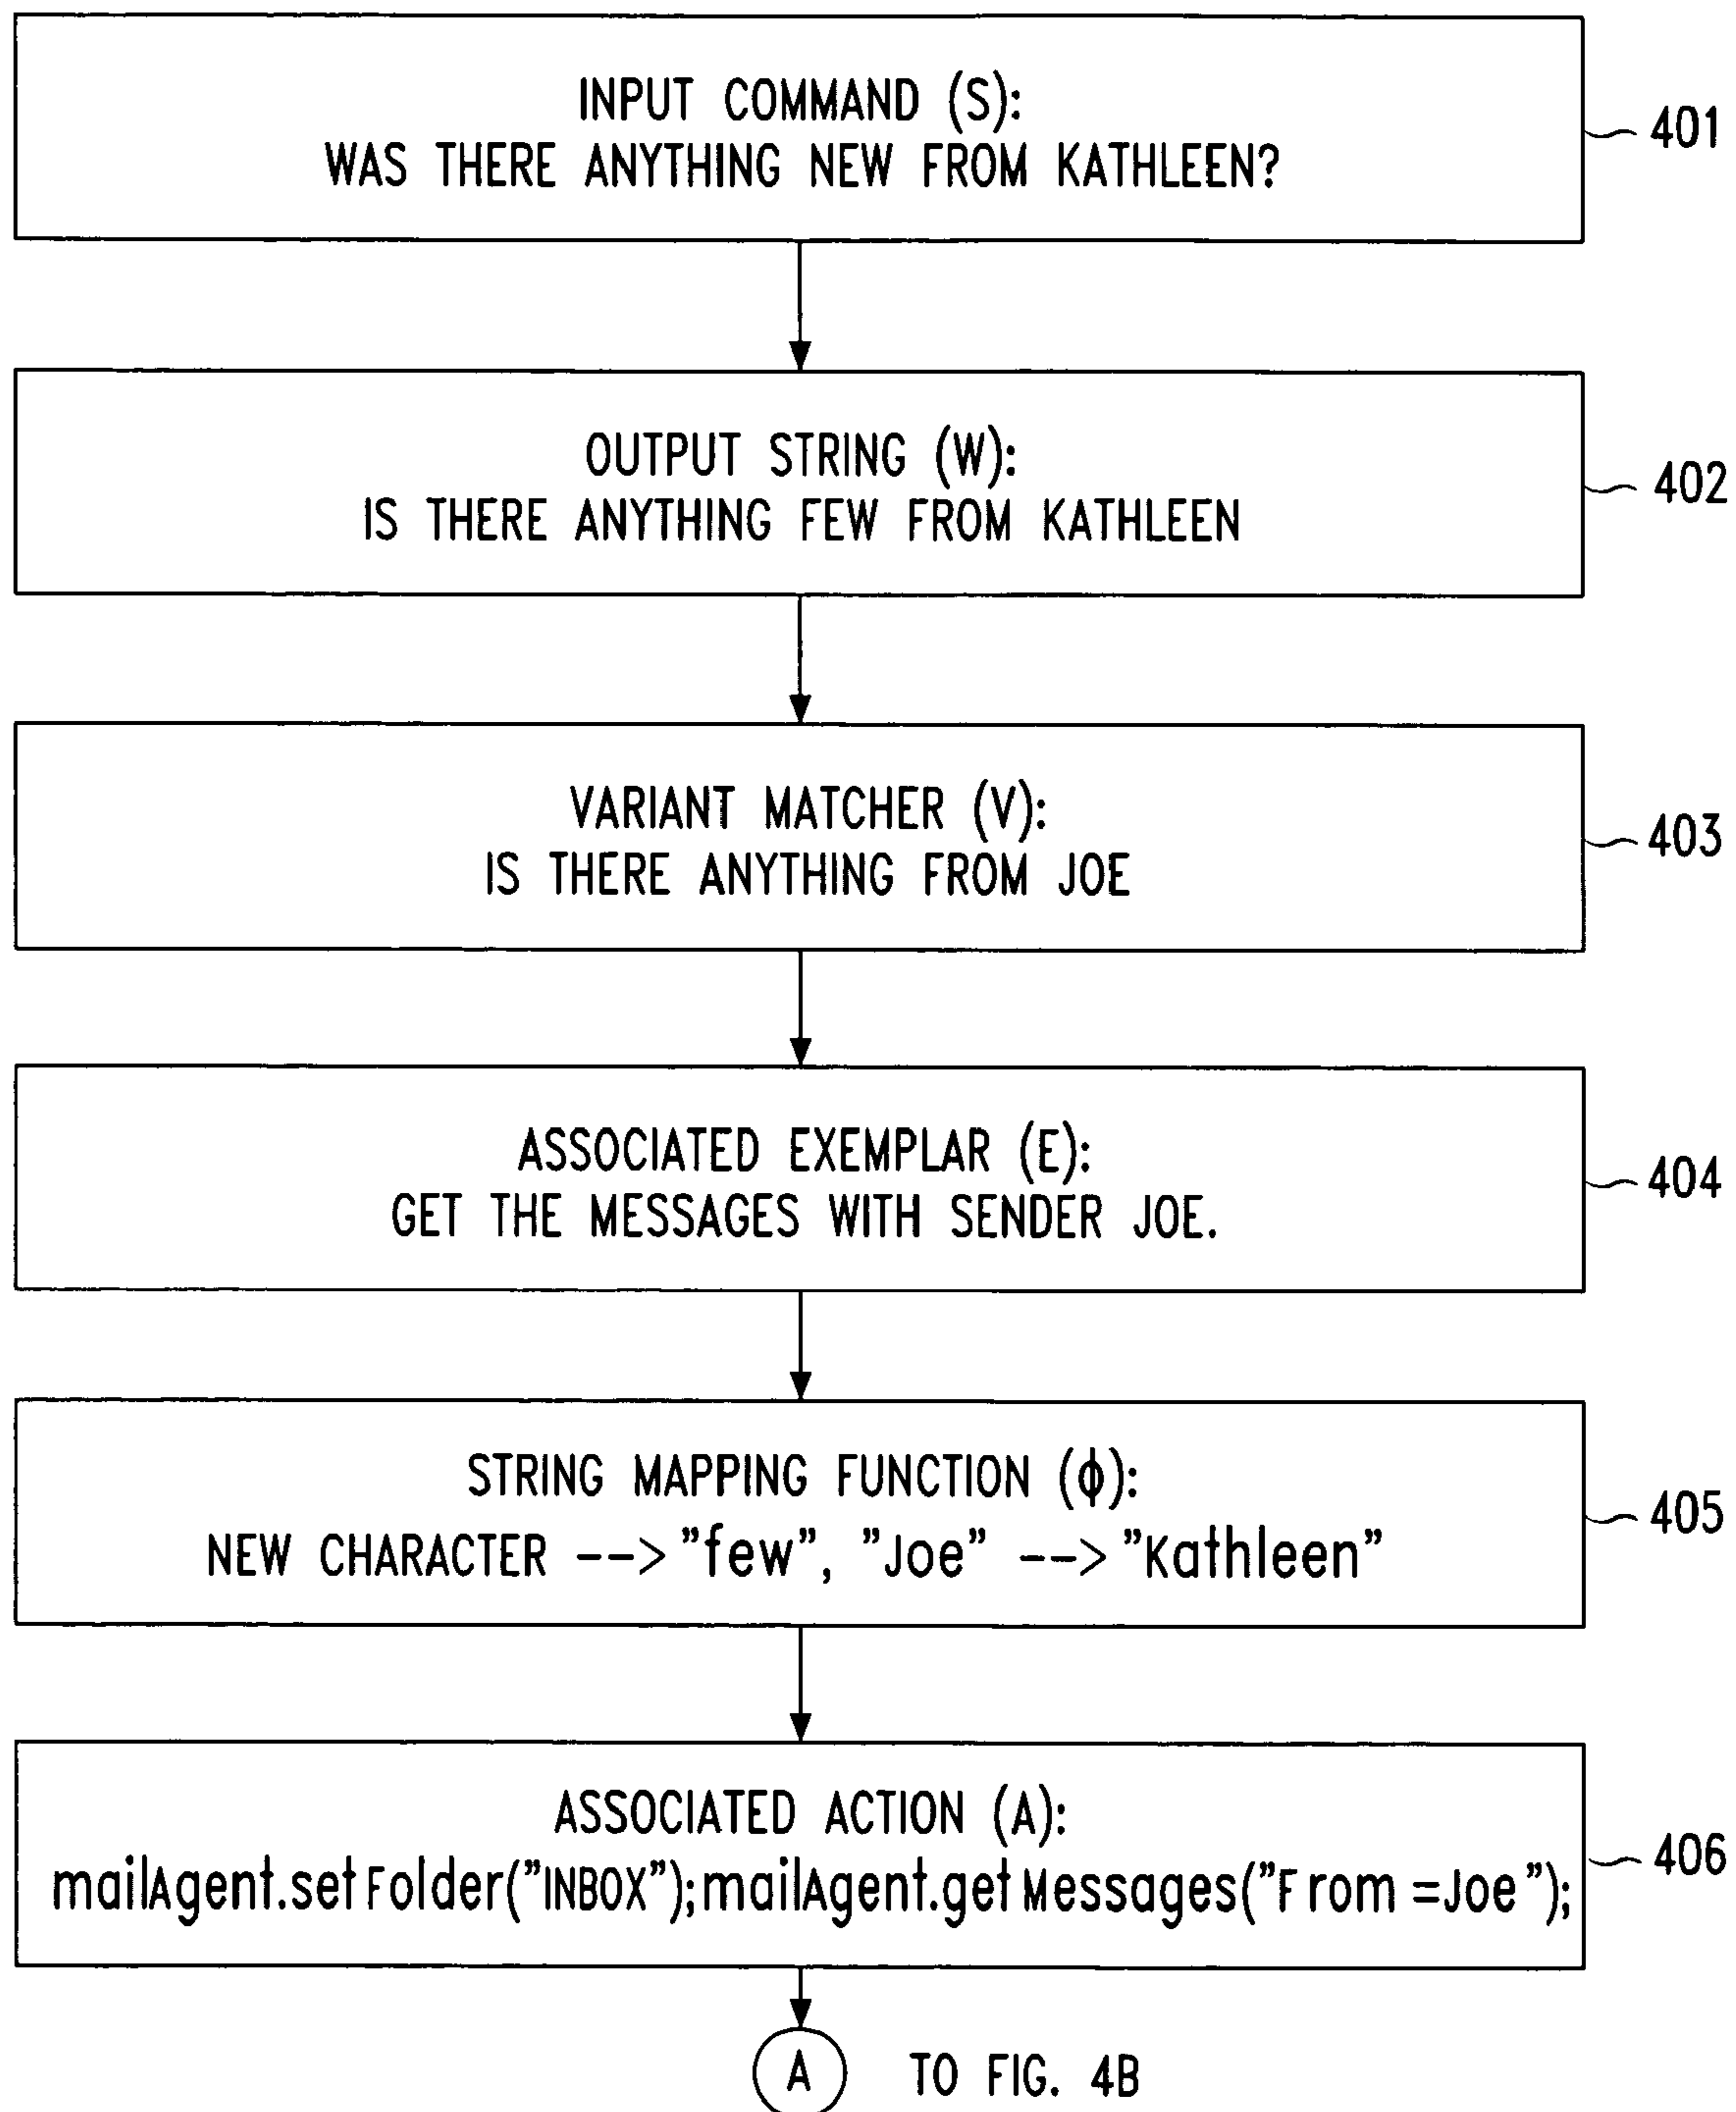 INPUT COMMAND (S):
WAS THERE ANYTHING NEW FROM KATHLEEN?
401
OUTPUT STRING (W):
IS THERE ANYTHING FEW FROM KATHLEEN
402
VARIANT MATCHER (V):
IS THERE ANYTHING FROM JOE
403
ASSOCIATED EXEMPLAR (E):
GET THE MESSAGES WITH SENDER JOE.
404
STRING MAPPING FUNCTION (ϕ):
NEW CHARACTER --> "few", "Joe" --> "Kathleen"
405
ASSOCIATED ACTION (A):
mailAgent.setFolder("INBOX");mailAgent.getMessages("From =Joe");
406
A TO FIG. 4B